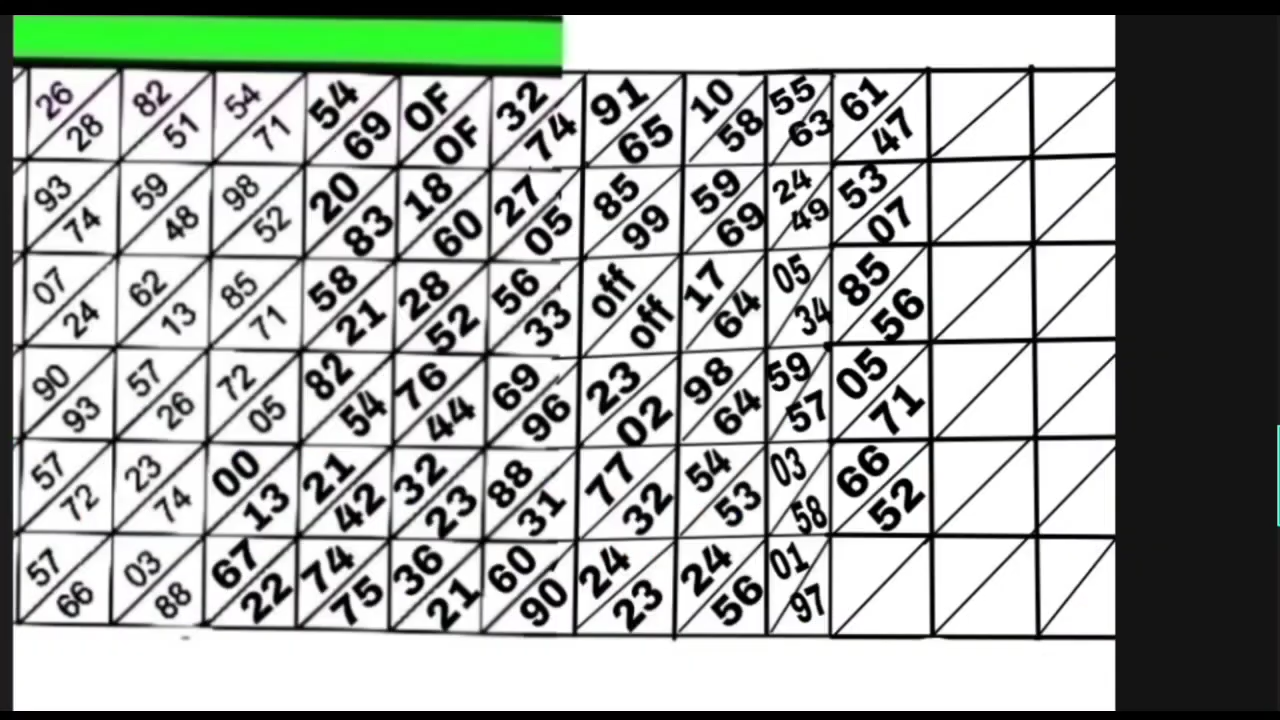 26 28 82 51 54 71 54 69 0F 0F 32 74 91 65 10 58 55 63 61 47
93 74 59 48 98 52 20 83 18 60 27 05 85 99 59 69 24 49 53 07
07 24 62 13 85 71 58 21 28 52 56 33 off off 17 64 05 34 85 56
90 93 57 26 72 05 82 54 76 44 69 96 23 02 98 64 59 57 05 71
57 72 23 74 00 13 21 42 32 23 88 31 77 32 54 53 03 58 66 52
57 66 03 88 67 22 74 75 36 21 60 90 24 23 24 56 01 97